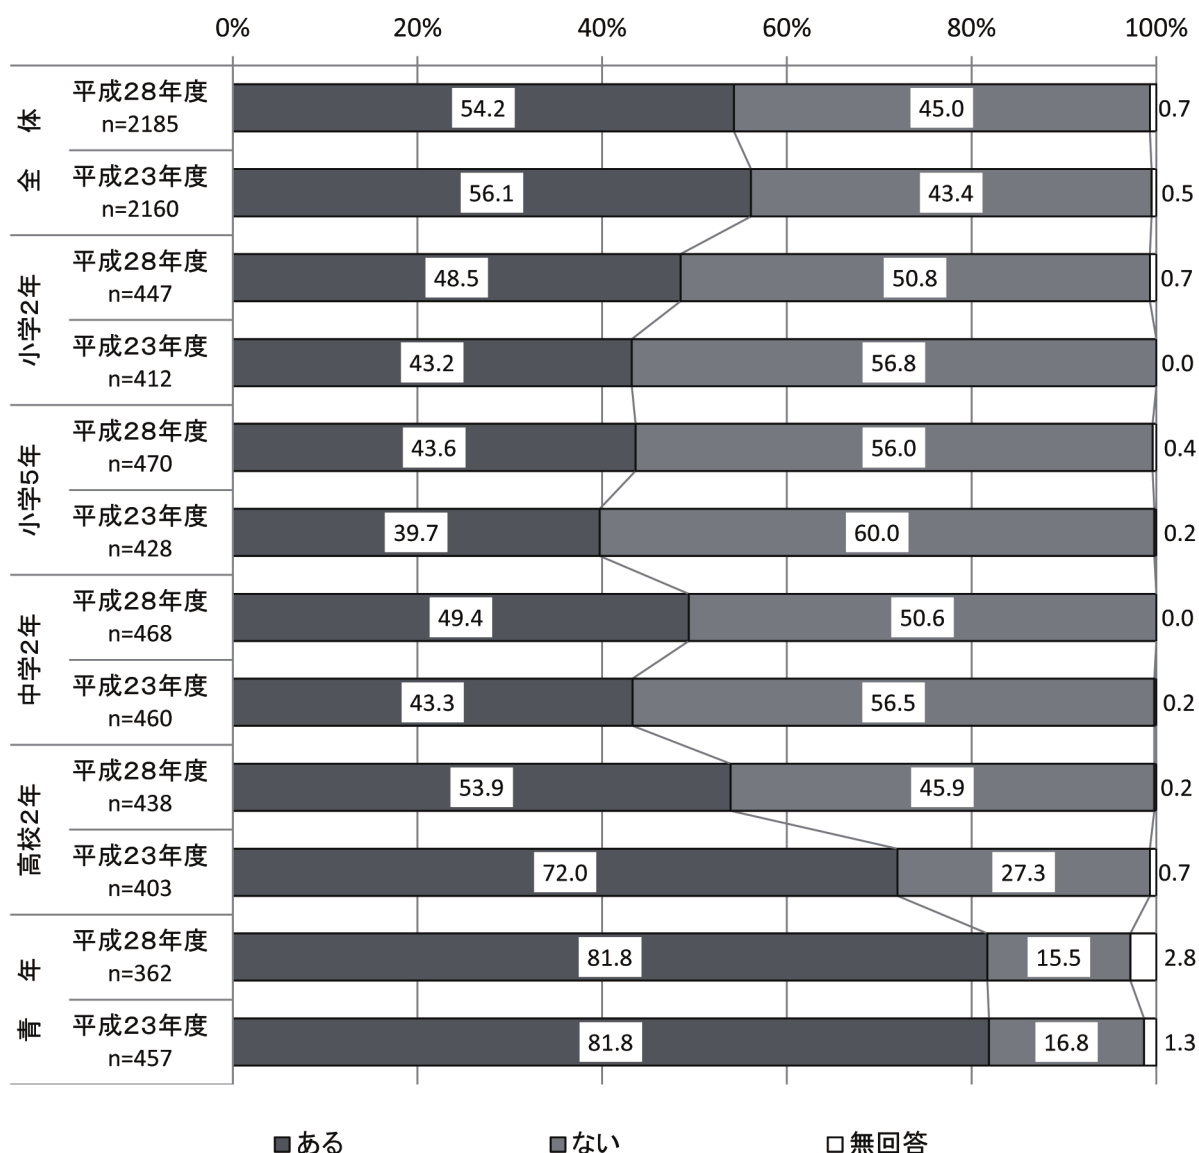 0% 20% 40% 60% 80% 100%
全体
平成28年度
n=2185
54.2 45.0 0.7
平成23年度
n=2160
56.1 43.4 0.5
小学2年
平成28年度
n=447
48.5 50.8 0.7
平成23年度
n=412
43.2 56.8 0.0
小学5年
平成28年度
n=470
43.6 56.0 0.4
平成23年度
n=428
39.7 60.0 0.2
中学2年
平成28年度
n=468
49.4 50.6 0.0
平成23年度
n=460
43.3 56.5 0.2
高校2年
平成28年度
n=438
53.9 45.9 0.2
平成23年度
n=403
72.0 27.3 0.7
青年
平成28年度
n=362
81.8 15.5 2.8
平成23年度
n=457
81.8 16.8 1.3
ある ない 無回答